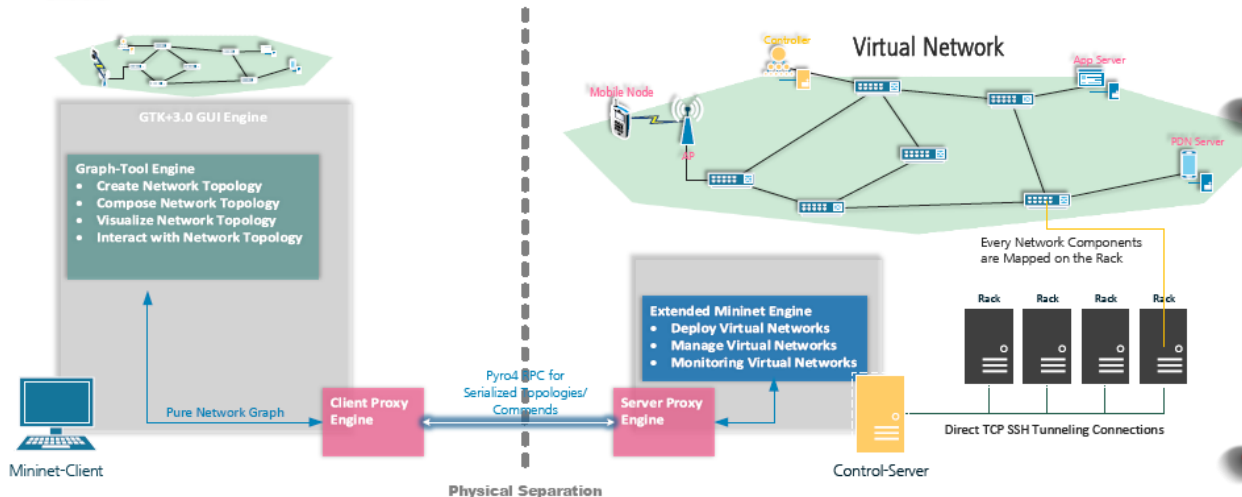 GTK+3.0 GUI Engine
Graph-Tool Engine
• Create Network Topology
• Compose Network Topology
• Visualize Network Topology
• Interact with Network Topology
Pure Network Graph
Mininet-Client
Client Proxy
Engine
Pyro4 RPC for
Serialized Topologies/
Commends
Physical Separation
Server Proxy
Engine
Extended Mininet Engine
• Deploy Virtual Networks
• Manage Virtual Networks
• Monitoring Virtual Networks
Control-Server
Virtual Network
Controller
App Server
Mobile Node
AP
PDN Server
Every Network Components
are Mapped on the Rack
Rack
Rack
Rack
Rack
Direct TCP SSH Tunneling Connections